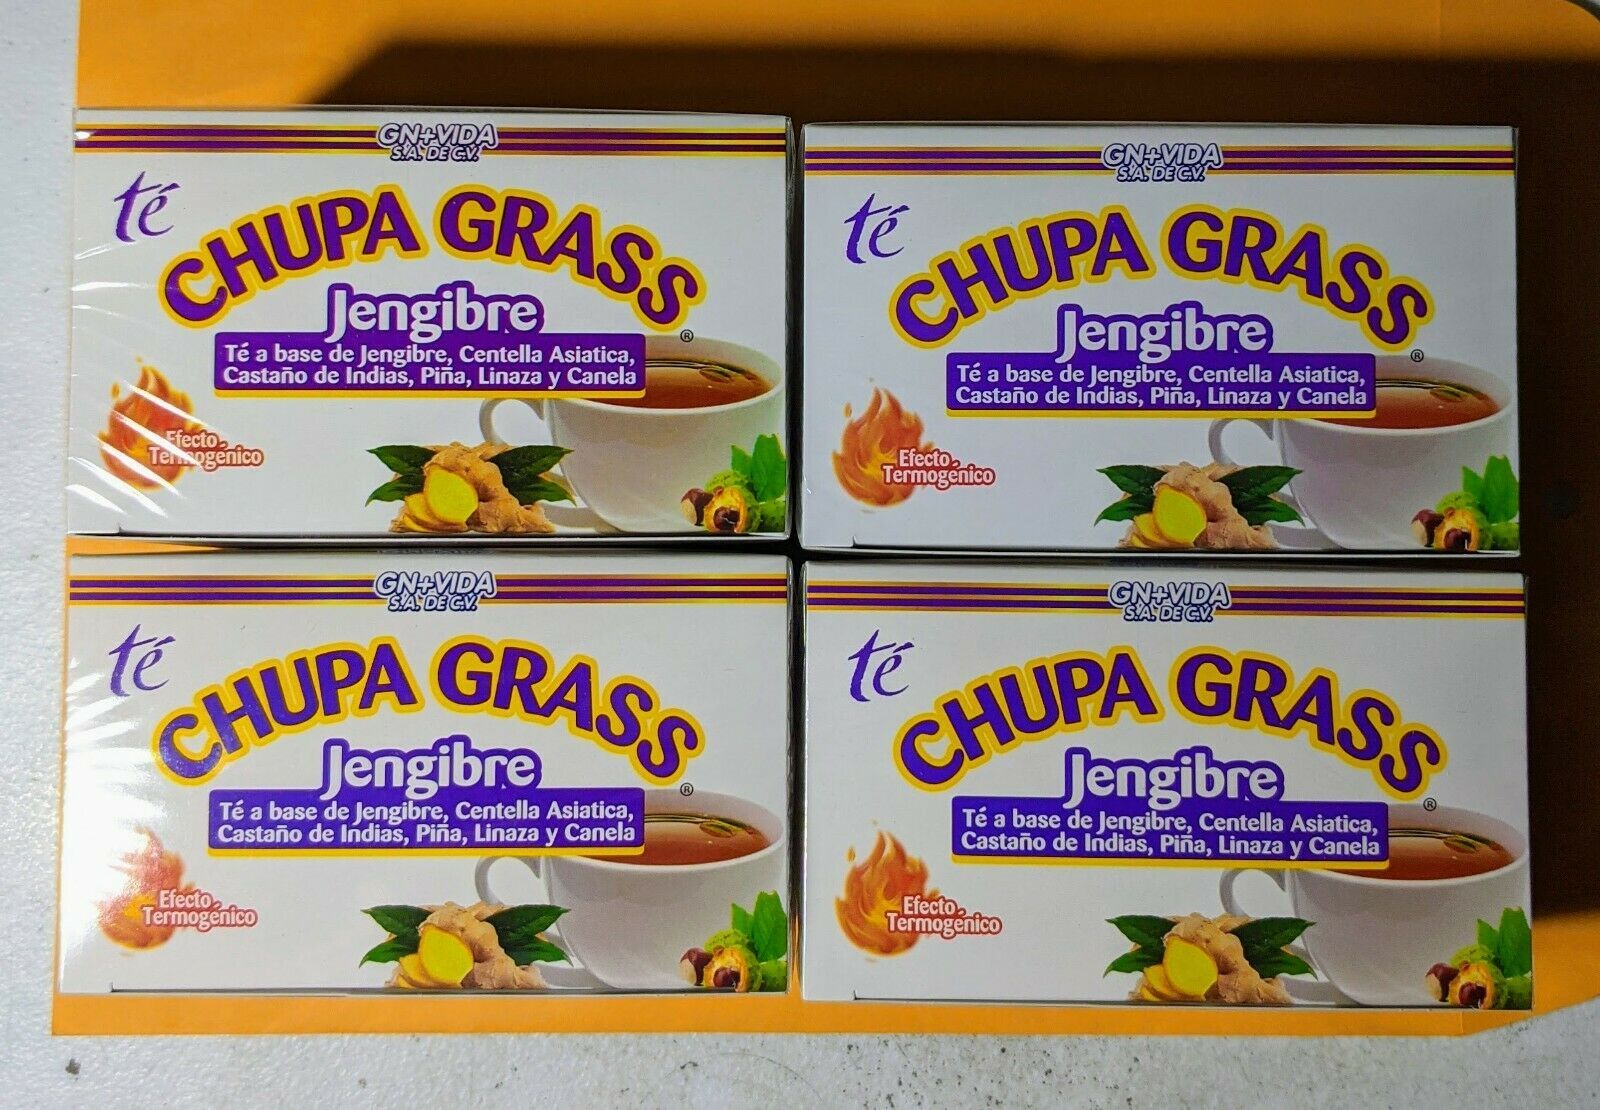 GN+VIDA
S.A. DE C.V.
té
CHUPA GRASS
Jengibre
®
Té a base de Jengibre, Centella Asiatica,
Castaño de Indias, Piña, Linaza y Canela
Efecto
Termogénico
GN+VIDA
S.A. DE C.V.
té
CHUPA GRASS
Jengibre
®
Té a base de Jengibre, Centella Asiatica,
Castaño de Indias, Piña, Linaza y Canela
Efecto
Termogénico
GN+VIDA
S.A. DE C.V.
té
CHUPA GRASS
Jengibre
®
Té a base de Jengibre, Centella Asiatica,
Castaño de Indias, Piña, Linaza y Canela
Efecto
Termogénico
GN+VIDA
S.A. DE C.V.
té
CHUPA GRASS
Jengibre
®
Té a base de Jengibre, Centella Asiatica,
Castaño de Indias, Piña, Linaza y Canela
Efecto
Termogénico